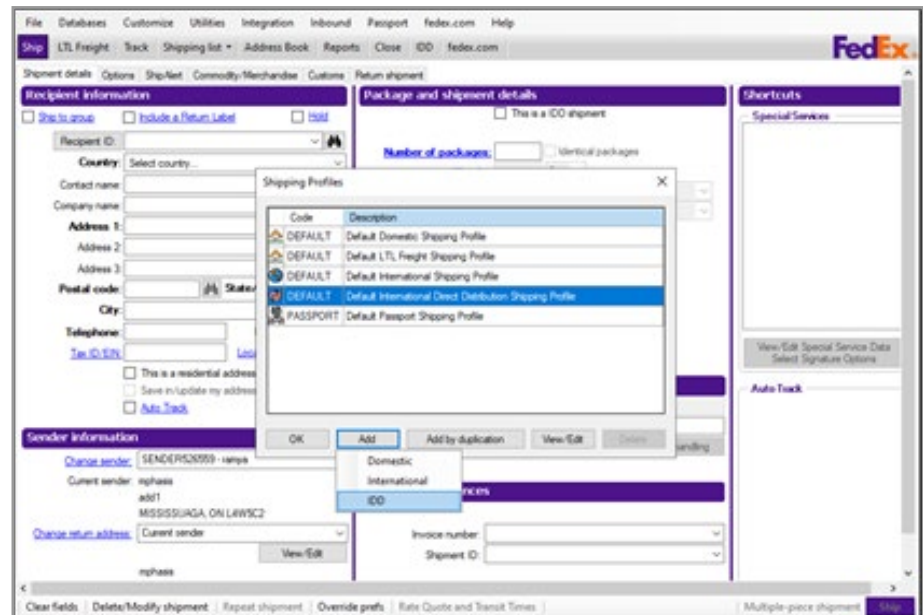 File Databases Customize Utilities Integration Inbound Passport fedex.com Help
Ship LTL Freight Track Shipping list Address Book Reports Close IDD fedex.com
FedEx
Shipment details Options ShipAlert Commodity/Merchandise Customs Return shipment
Recipient information
Ship to group Include a Return Label Hold
Recipient ID:
Country: Select country...
Contact name:
Company name:
Address 1:
Address 2:
Address 3:
Postal code: State/
City:
Telephone:
Tax ID/EIN:
This is a residential address
Save in/update my address
Auto Track
Package and shipment details
This is a IDD shipment
Number of packages: Identical packages
Shortcuts
Special Services
View/Edit Special Service Data
Select Signature Options
Auto Track
Shipping Profiles
Code Description
DEFAULT Default Domestic Shipping Profile
DEFAULT Default LTL Freight Shipping Profile
DEFAULT Default International Shipping Profile
DEFAULT Default International Direct Distribution Shipping Profile
PASSPORT Default Passport Shipping Profile
OK Add Add by duplication View/Edit Delete
Domestic
International
IDD
Sender information
Change sender: SENDER526559 - ramya
Current sender: mphasis
add1
MISSISSUAGA, ON L4W5C2
Change return address: Current sender
View/Edit
mphasis
Invoice number:
Shipment ID:
Clear fields Delete/Modify shipment Repeat shipment Override prefs Rate Quote and Transit Times Multiple-piece shipment Ship